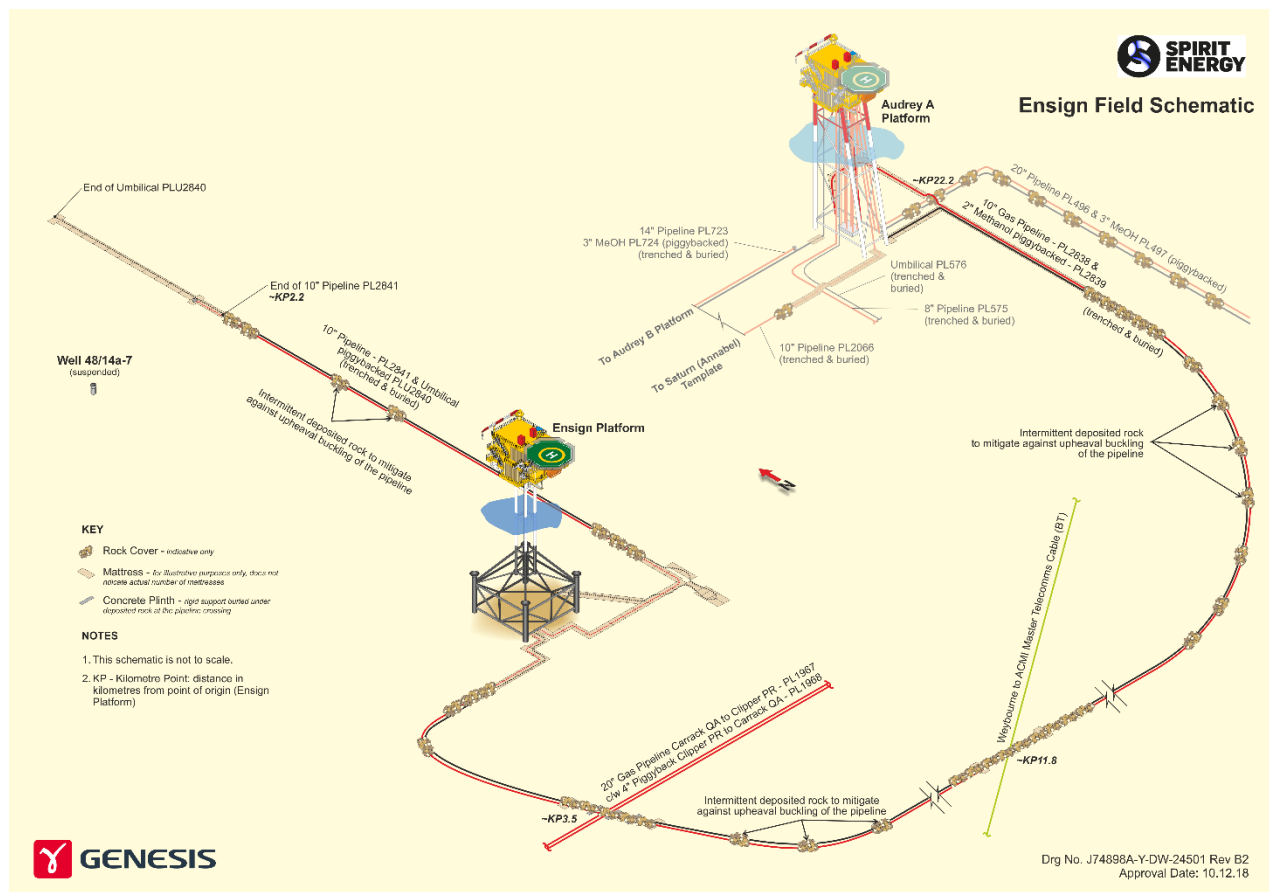 SPIRIT
ENERGY
Ensign Field Schematic
Audrey A
Platform
H
~KP22.2
20" Pipeline PL496 & 3" MeOH PL497 (piggybacked)
10" Gas Pipeline - PL2838 &
2" Methanol piggybacked - PL2839
(trenched & buried)
End of Umbilical PLU2840
14" Pipeline PL723
3" MeOH PL724 (piggybacked)
(trenched & buried)
Umbilical PL576
(trenched &
buried)
8" Pipeline PL575
(trenched & buried)
10" Pipeline PL2066
(trenched & buried)
To Audrey B Platform
To Saturn (Annabel)
Template
End of 10" Pipeline PL2841
~KP2.2
10" Pipeline - PL2841 & Umbilical
piggybacked PLU2840
(trenched & buried)
Well 48/14a-7
(suspended)
Intermittent deposited rock to mitigate
against upheaval buckling of the pipeline
Ensign Platform
H
Intermittent deposited rock
to mitigate against upheaval buckling
of the pipeline
N
KEY
Rock Cover - indicative only
Mattress - for illustrative purposes only, does not
indicate actual number of mattresses
Concrete Plinth - rigid support buried under
deposited rock at the pipeline crossing
NOTES
1. This schematic is not to scale.
2. KP - Kilometre Point: distance in
kilometres from point of origin (Ensign
Platform)
Weybourne to ACMI Master Telecomms Cable (BT)
~KP11.8
20" Gas Pipeline Carrack QA to Clipper PR - PL1967
c/w 4" Piggyback Clipper PR to Carrack QA - PL1968
~KP3.5
Intermittent deposited rock to mitigate
against upheaval buckling of the pipeline
GENESIS
Drg No. J74898A-Y-DW-24501 Rev B2
Approval Date: 10.12.18